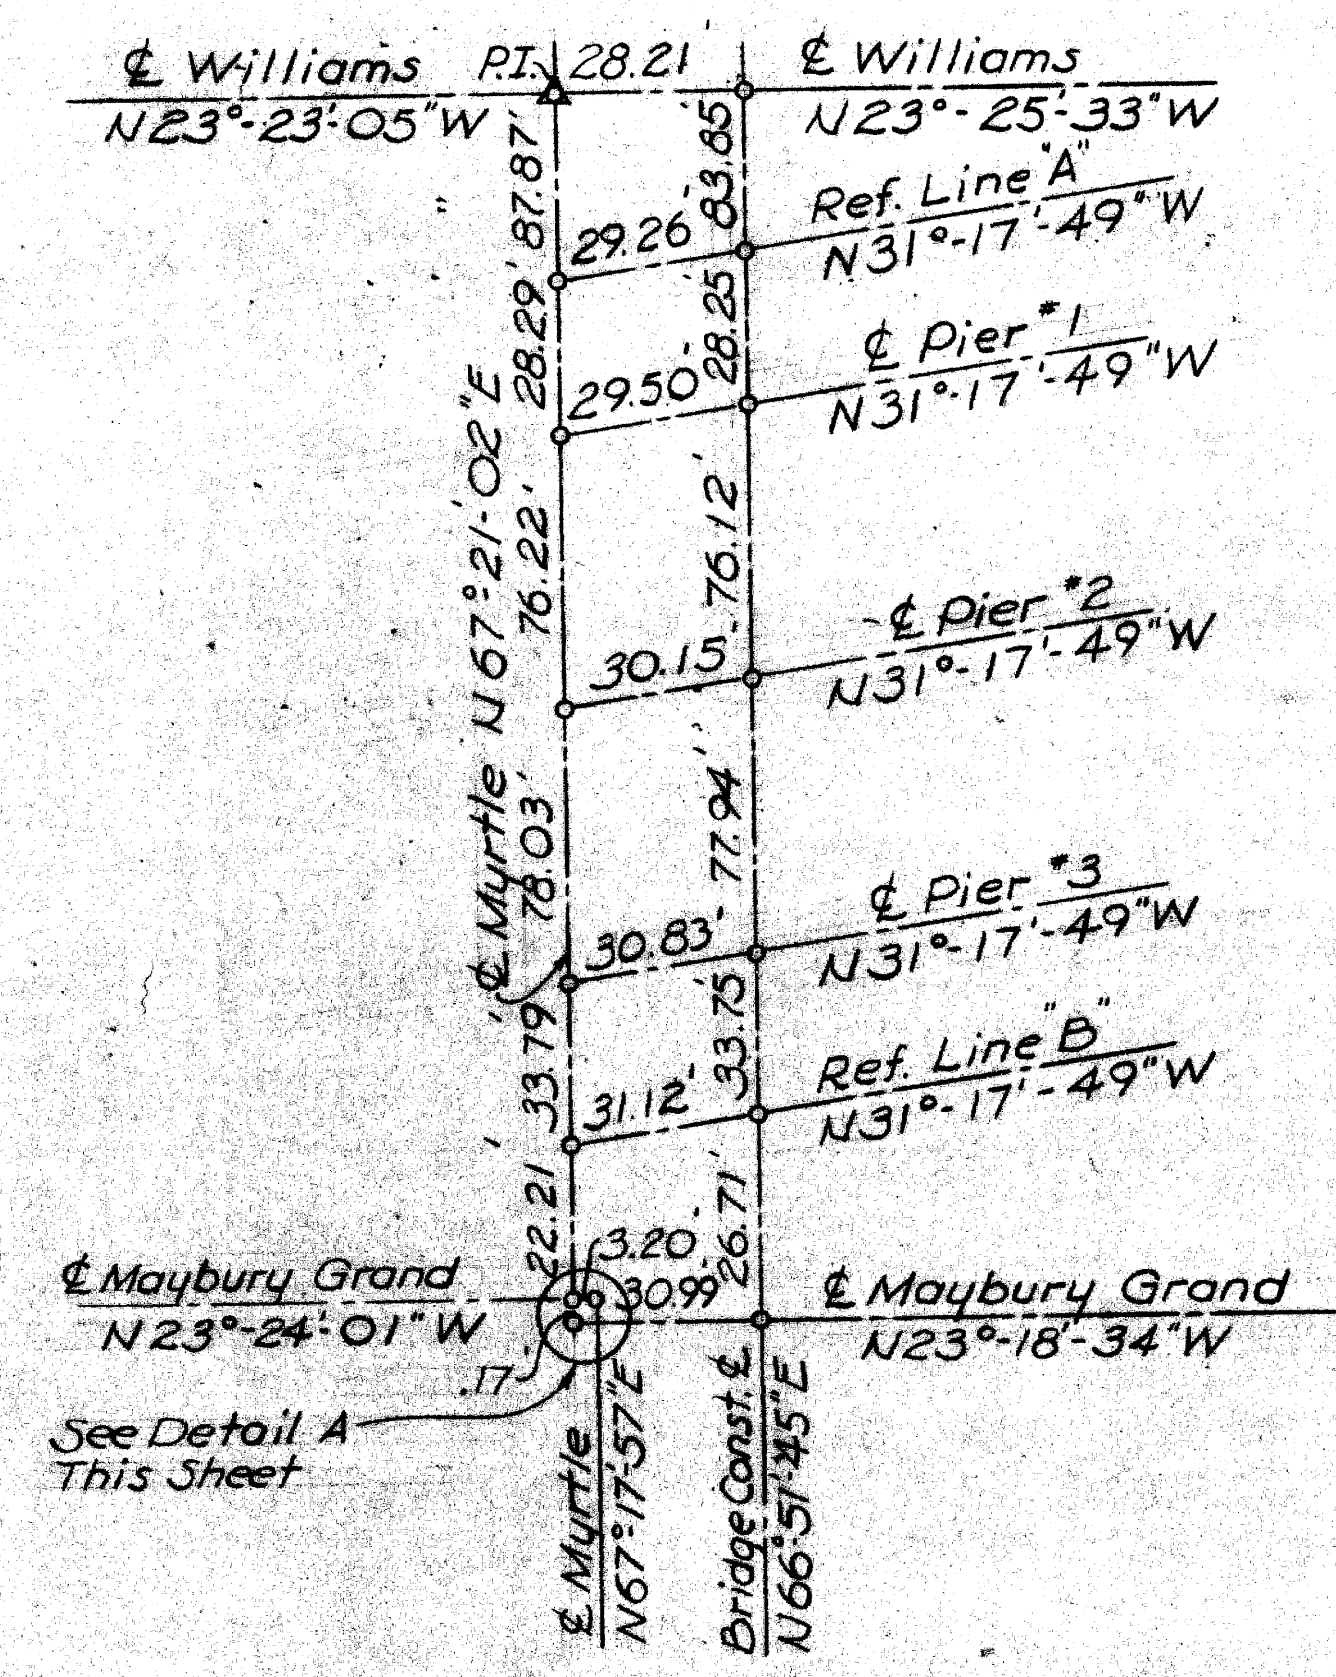 ℄ Williams
P.I.
28.21'
℄ Williams
N23°-23'-05"W
N23°-25'-33"W
87.87'
83.85'
Ref. Line "A"
29.26'
N31°-17'-49"W
28.29'
28.25'
℄ Pier #1
29.50'
N31°-17'-49"W
℄ Myrtle N67°-21'-02"E
76.22'
76.12'
℄ Pier #2
30.15'
N31°-17'-49"W
78.03'
77.94'
℄ Pier #3
30.83'
N31°-17'-49"W
33.79'
33.75'
Ref. Line "B"
31.12'
N31°-17'-49"W
22.21'
26.71'
3.20'
℄ Maybury Grand
30.99'
℄ Maybury Grand
N23°-24'-01"W
N23°-18'-34"W
.17'
See Detail A
This Sheet
℄ Myrtle
N67°-17'-57"E
Bridge Const. ℄
N66°-51'-45"E